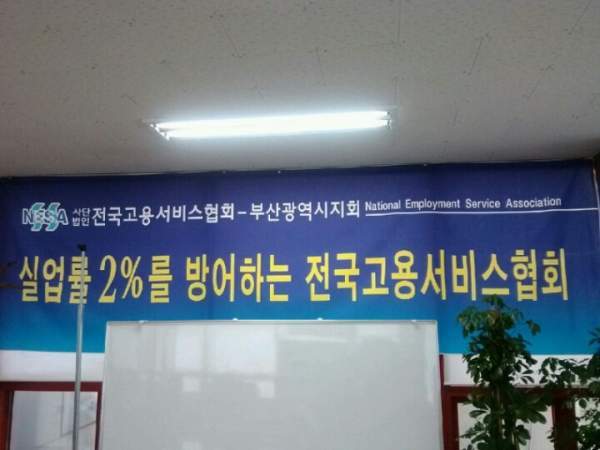 NESA 사단법인 전국고용서비스협회-부산광역시지회 National Employment Service Association
실업률 2%를 방어하는 전국고용서비스협회